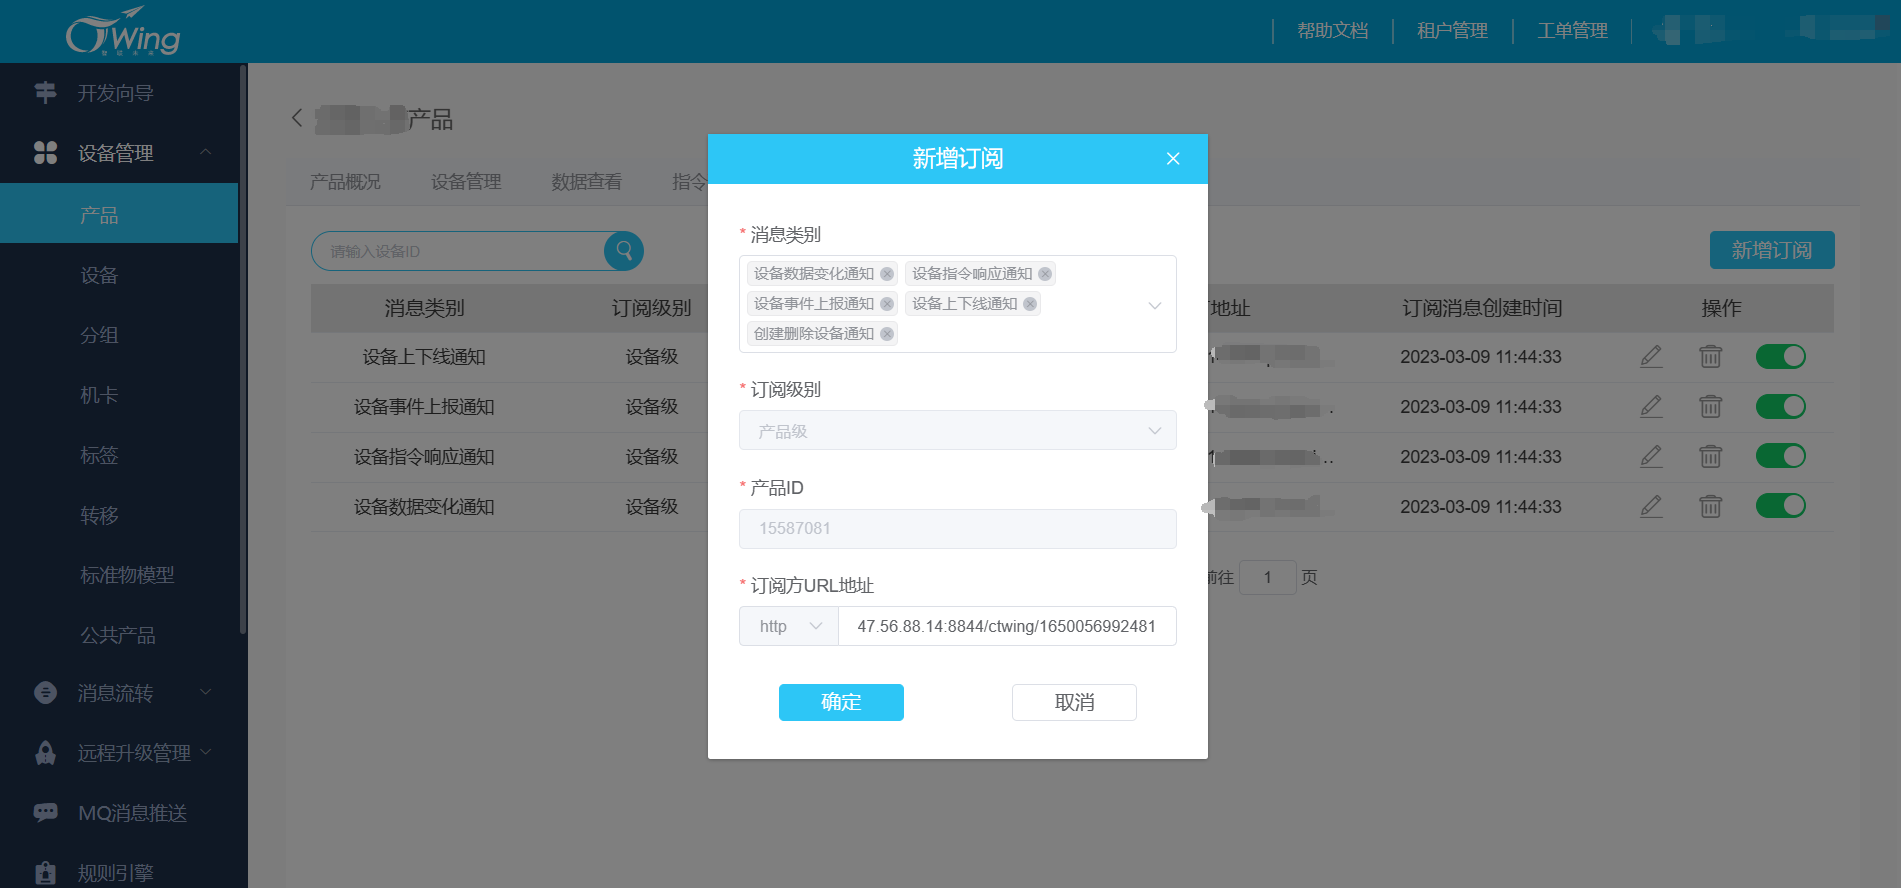 CTWing
帮助文档
租户管理
工单管理
开发向导
设备管理
产品
设备
分组
机卡
标签
转移
标准物模型
公共产品
消息流转
远程升级管理
MQ消息推送
规则引擎
产品
产品概况
设备管理
数据查看
指令
请输入设备ID
新增订阅
消息类别 订阅级别 地址 订阅消息创建时间 操作
设备上下线通知 设备级 2023-03-09 11:44:33
设备事件上报通知 设备级 2023-03-09 11:44:33
设备指令响应通知 设备级 2023-03-09 11:44:33
设备数据变化通知 设备级 2023-03-09 11:44:33
前往 1 页
新增订阅
* 消息类别
设备数据变化通知 设备指令响应通知
设备事件上报通知 设备上下线通知
创建删除设备通知
* 订阅级别
产品级
* 产品ID
15587081
* 订阅方URL地址
http 47.56.88.14:8844/ctwing/1650056992481
确定 取消